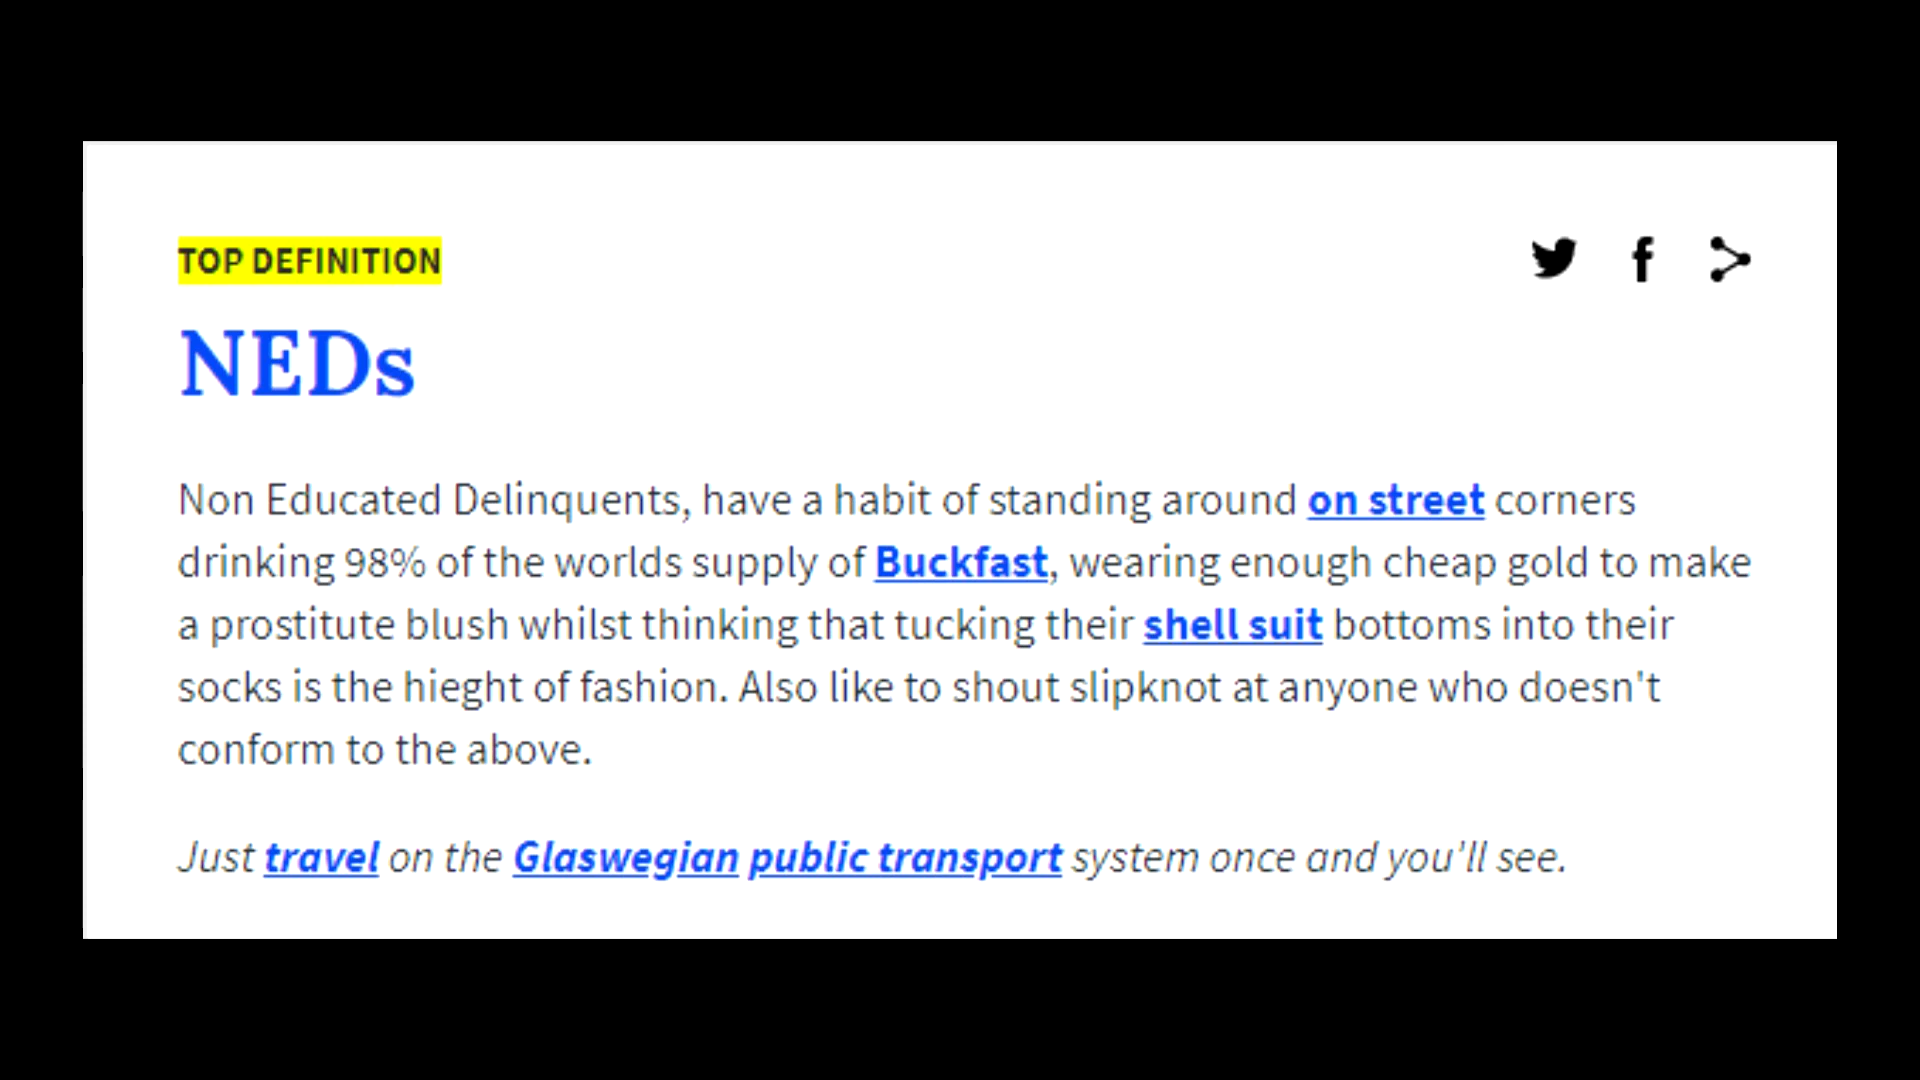 TOP DEFINITION
NEDs
Non Educated Delinquents, have a habit of standing around on street corners
drinking 98% of the worlds supply of Buckfast, wearing enough cheap gold to make
a prostitute blush whilst thinking that tucking their shell suit bottoms into their
socks is the hieght of fashion. Also like to shout slipknot at anyone who doesn't
conform to the above.
Just travel on the Glaswegian public transport system once and you'll see.